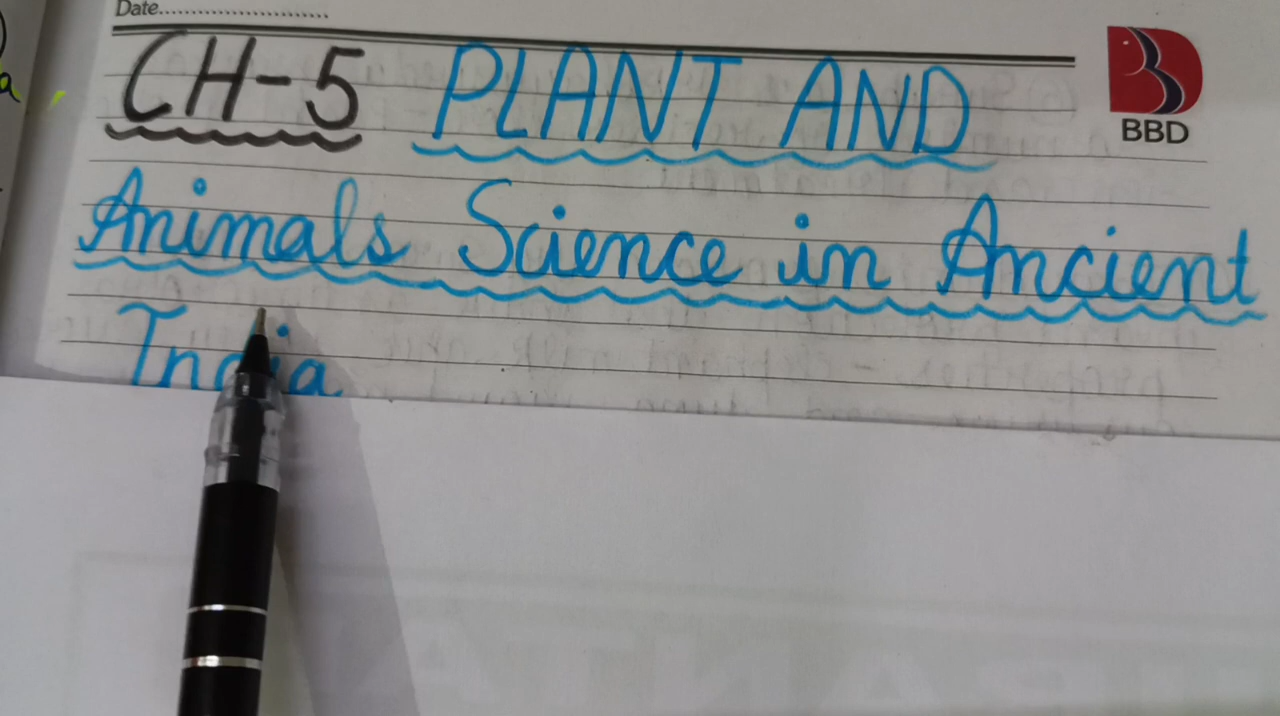 Date..............................
CH-5 PLANT AND
BBD
Animals Science in Ancient
India